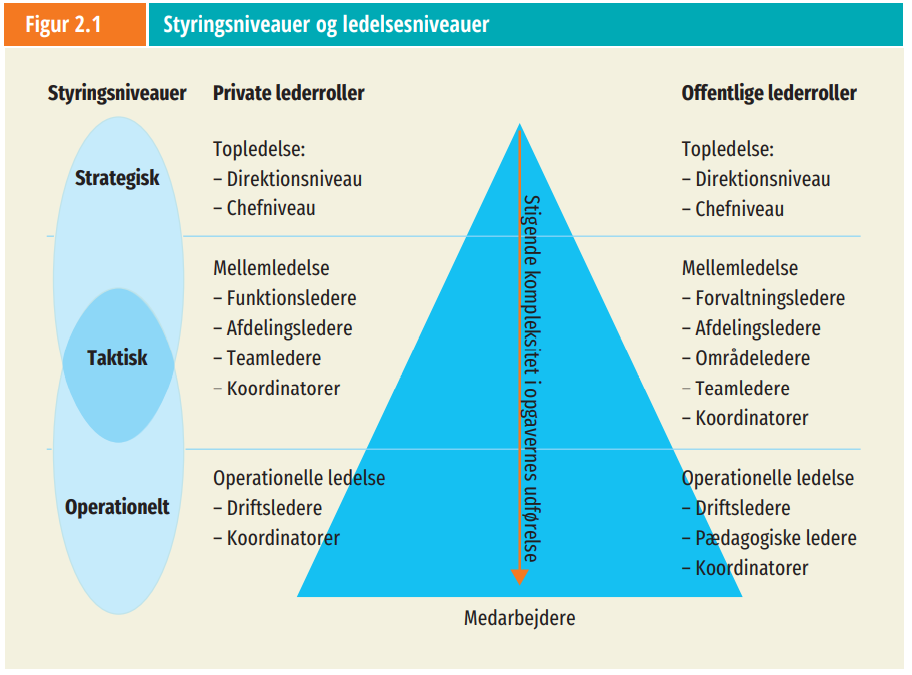 Figur 2.1
Styringsniveauer og ledelsesniveauer
Styringsniveauer
Strategisk
Taktisk
Operationelt
Private lederroller
Topledelse:
– Direktionsniveau
– Chefniveau
Mellemledelse
– Funktionsledere
– Afdelingsledere
– Teamledere
– Koordinatorer
Operationelle ledelse
– Driftsledere
– Koordinatorer
Stigende kompleksitet i opgavernes udførelse
Medarbejdere
Offentlige lederroller
Topledelse:
– Direktionsniveau
– Chefniveau
Mellemledelse
– Forvaltningsledere
– Afdelingsledere
– Områdeledere
– Teamledere
– Koordinatorer
Operationelle ledelse
– Driftsledere
– Pædagogiske ledere
– Koordinatorer